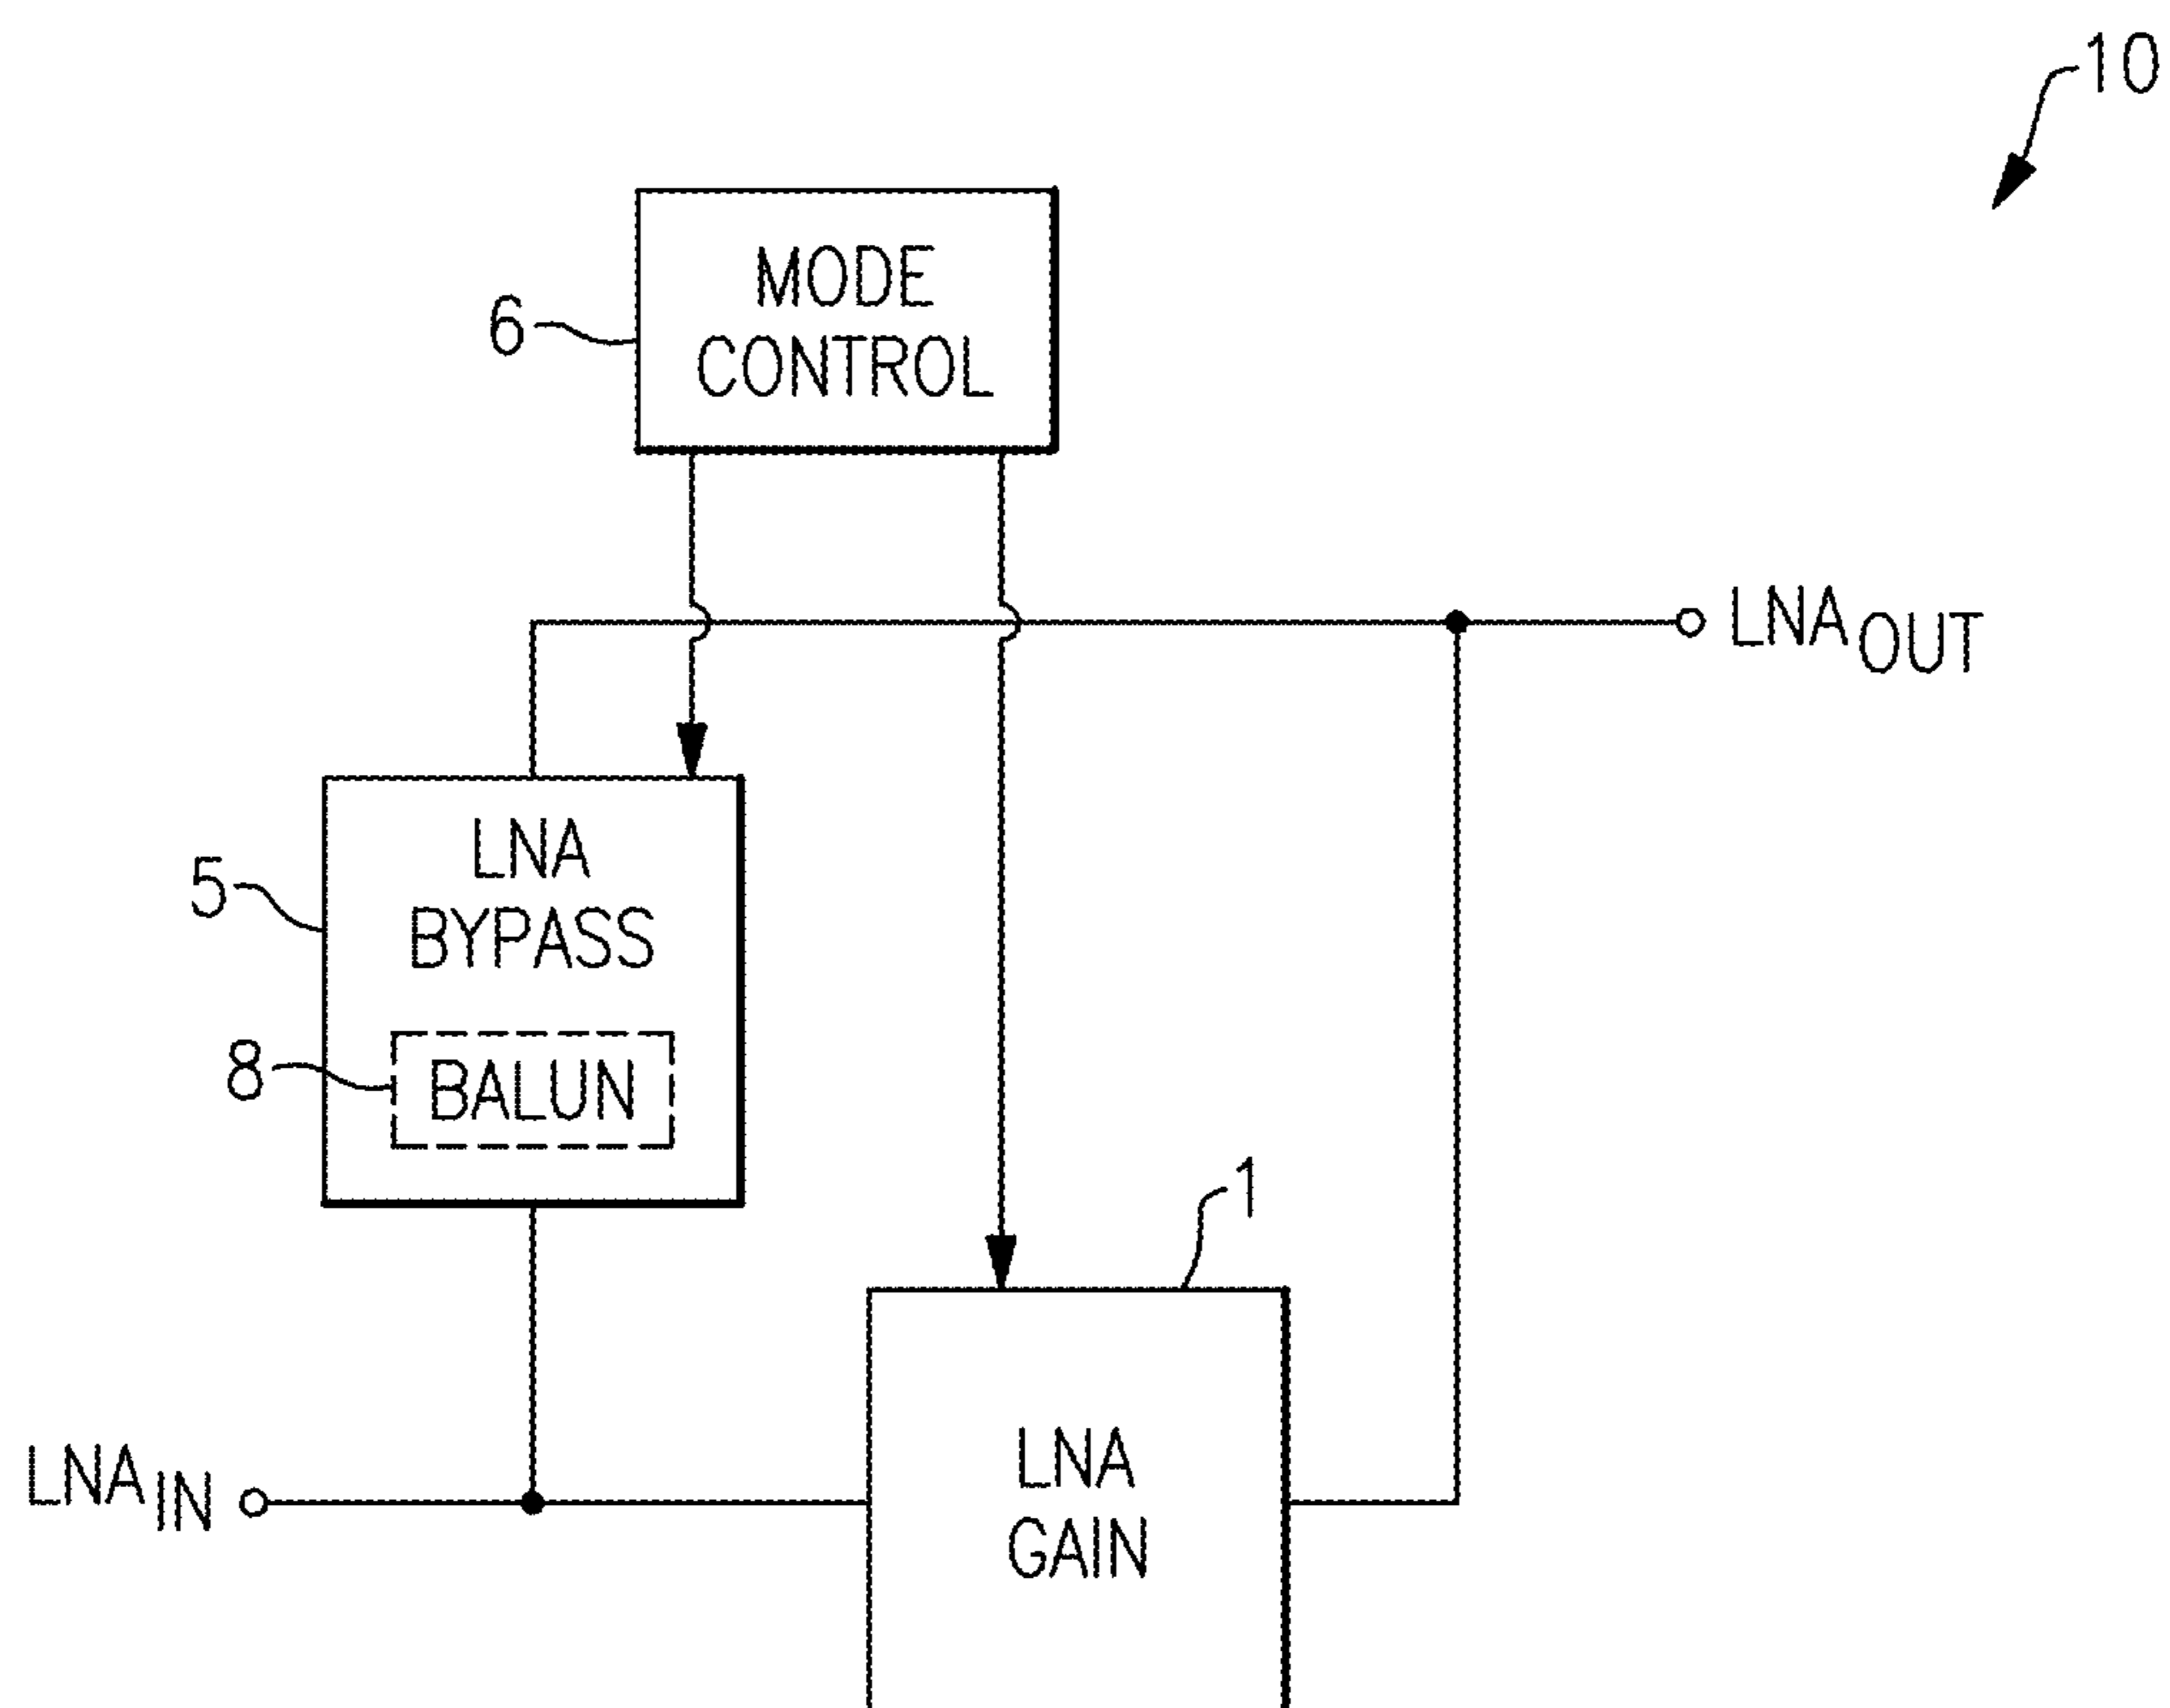 10
MODE
CONTROL
6
LNA OUT
LNA
BYPASS
5
BALUN
8
1
LNA IN
LNA
GAIN